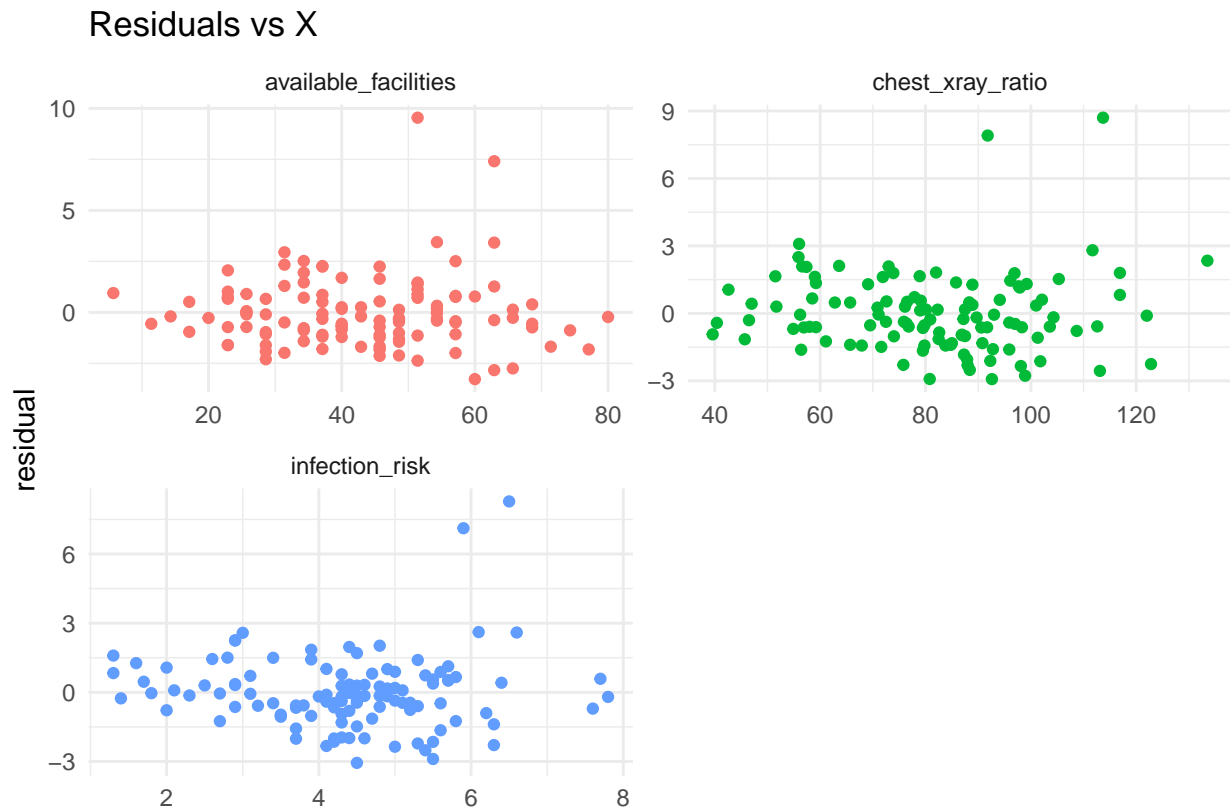 Residuals vs X
available_facilities
chest_xray_ratio
10
5
0
20 40 60 80
9
6
3
0
−3
40 60 80 100 120
residual
infection_risk
6
3
0
−3
2 4 6 8